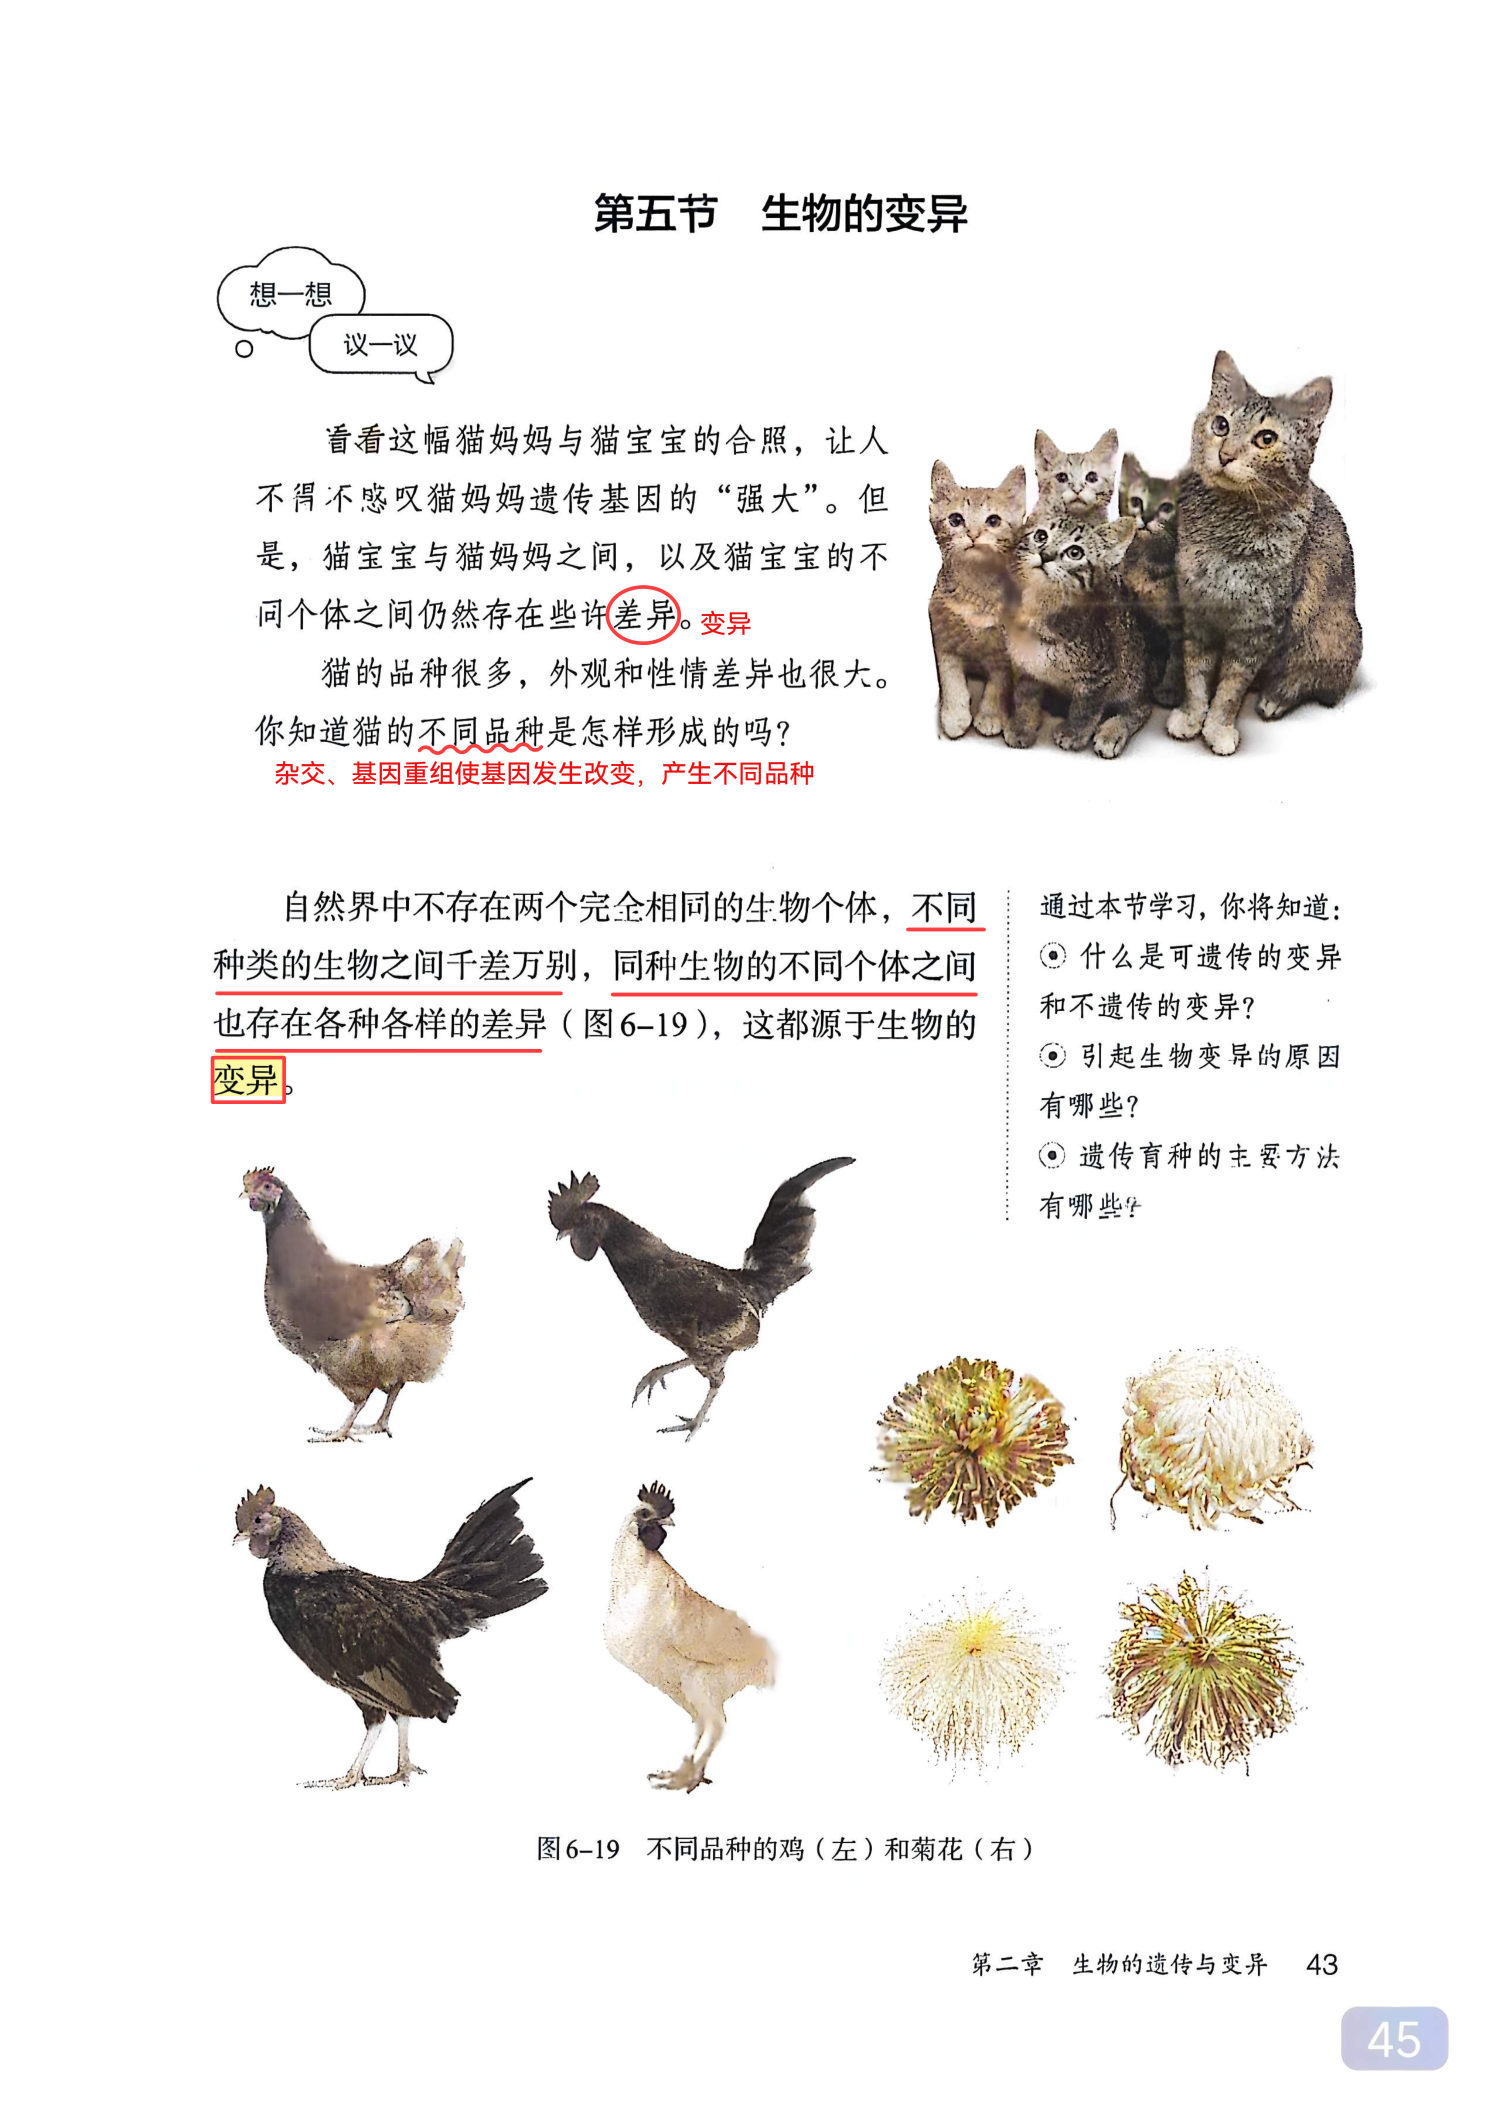 第五节 生物的变异
想一想
议一议
看看这幅猫妈妈与猫宝宝的合照，让人
不得不感叹猫妈妈遗传基因的“强大”。但
是，猫宝宝与猫妈妈之间，以及猫宝宝的不
同个体之间仍然存在些许差异。变异
猫的品种很多，外观和性情差异也很大。
你知道猫的不同品种是怎样形成的吗？
杂交、基因重组使基因发生改变，产生不同品种
自然界中不存在两个完全相同的生物个体，不同
种类的生物之间千差万别，同种生物的不同个体之间
也存在各种各样的差异（图6-19），这都源于生物的
变异。
通过本节学习，你将知道：
什么是可遗传的变异
和不遗传的变异？
引起生物变异的原因
有哪些？
遗传育种的主要方法
有哪些？
图6-19 不同品种的鸡（左）和菊花（右）
第二章 生物的遗传与变异 43
45